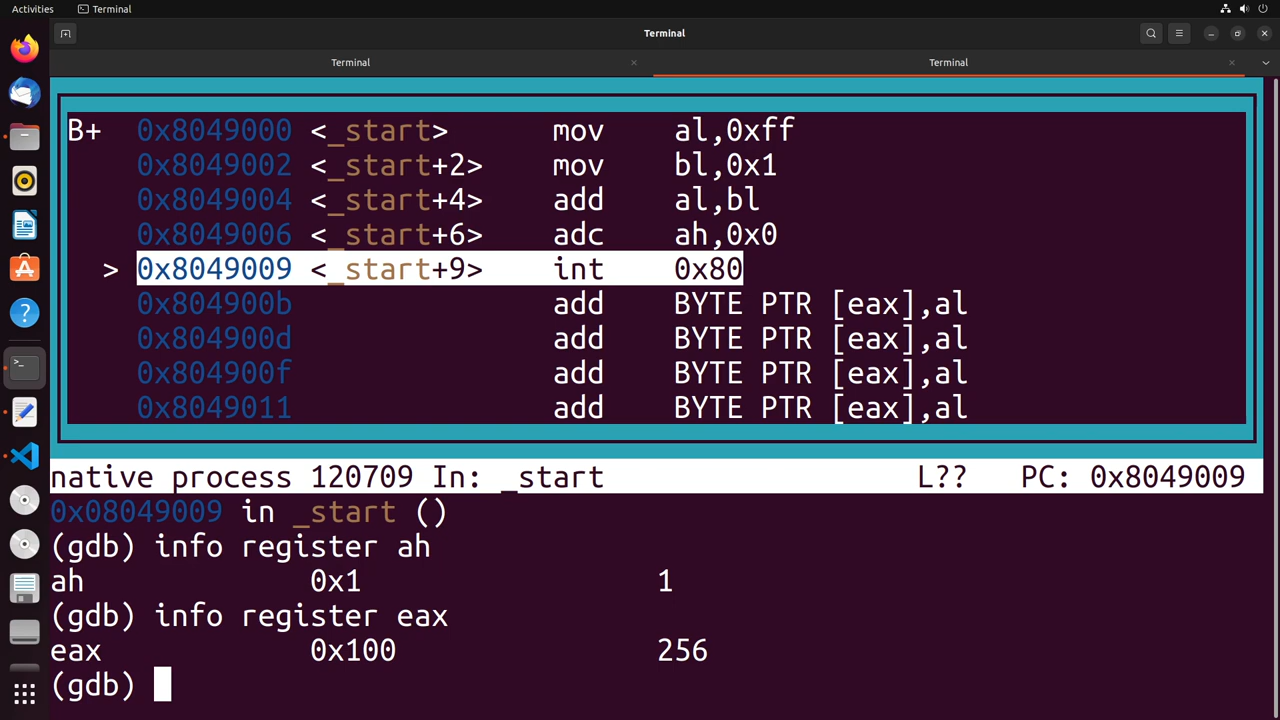 Activities Terminal
Terminal
Terminal Terminal
B+ 0x8049000 <_start> mov al,0xff
0x8049002 <_start+2> mov bl,0x1
0x8049004 <_start+4> add al,bl
0x8049006 <_start+6> adc ah,0x0
> 0x8049009 <_start+9> int 0x80
0x804900b add BYTE PTR [eax],al
0x804900d add BYTE PTR [eax],al
0x804900f add BYTE PTR [eax],al
0x8049011 add BYTE PTR [eax],al
native process 120709 In: _start L?? PC: 0x8049009
0x08049009 in _start ()
(gdb) info register ah
ah 0x1 1
(gdb) info register eax
eax 0x100 256
(gdb)